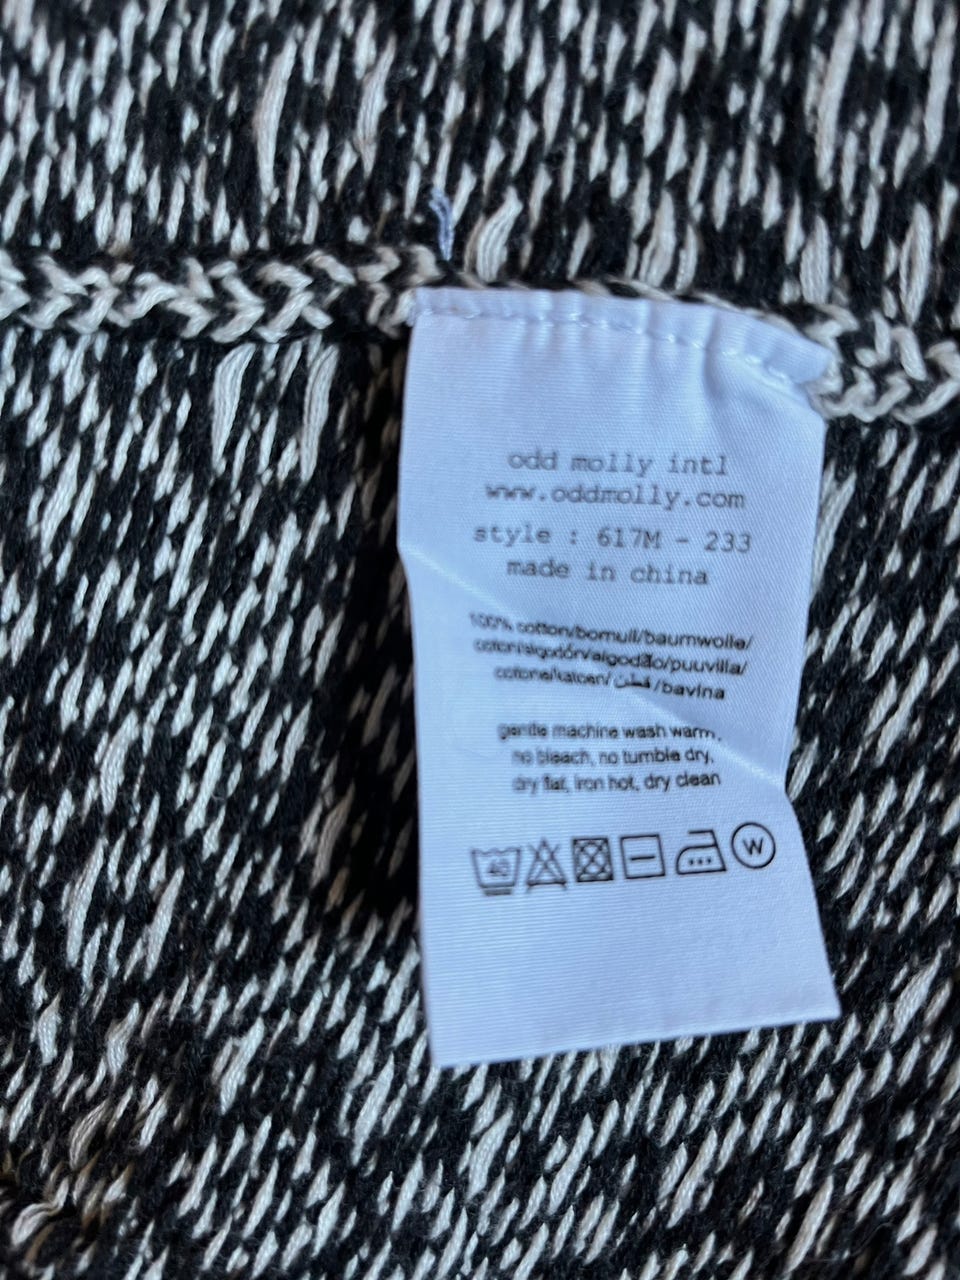 odd molly intl
www.oddmolly.com
style : 617M - 233
made in china
100% cotton/bomull/baumwolle/
coton/algodón/algodão/puuvilla/
cotone/katoen/قطن/bavlna
gentle machine wash warm,
no bleach, no tumble dry,
dry flat, iron hot, dry clean
40
W